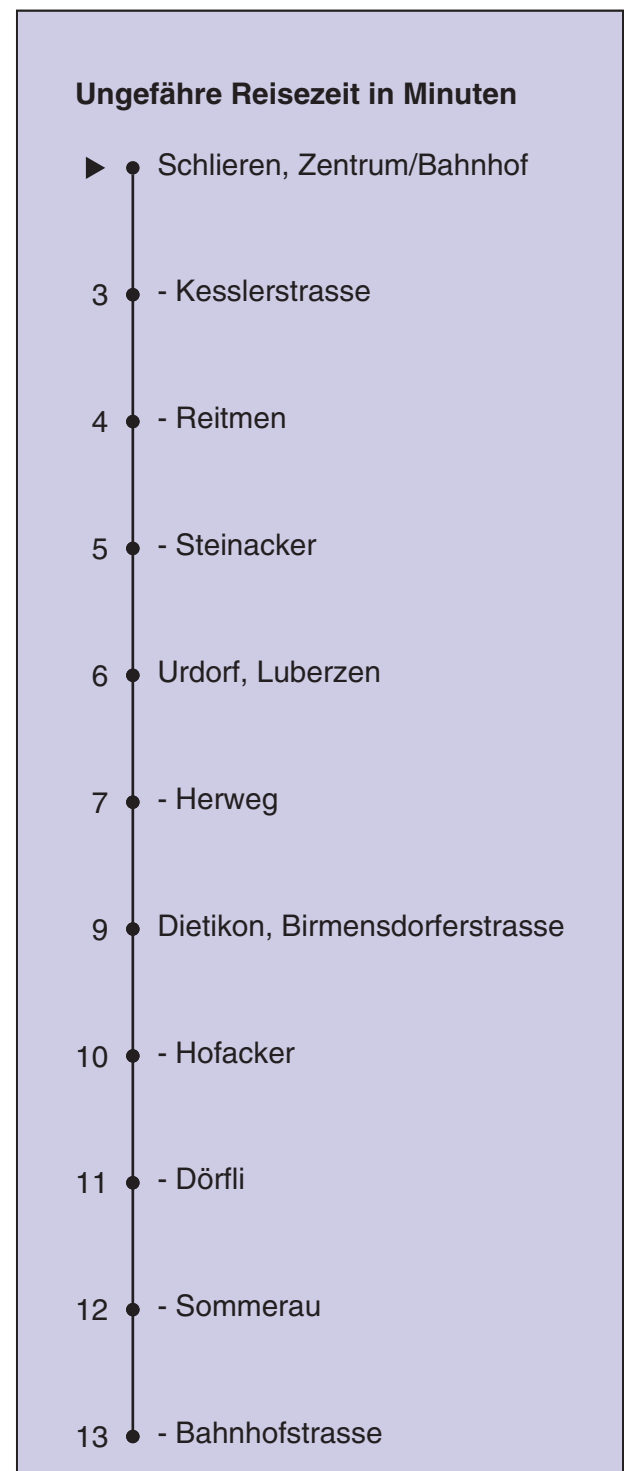 Ungefähre Reisezeit in Minuten
Schlieren, Zentrum/Bahnhof
3 - Kesslerstrasse
4 - Reitmen
5 - Steinacker
6 Urdorf, Luberzen
7 - Herweg
9 Dietikon, Birmensdorferstrasse
10 - Hofacker
11 - Dörfli
12 - Sommerau
13 - Bahnhofstrasse